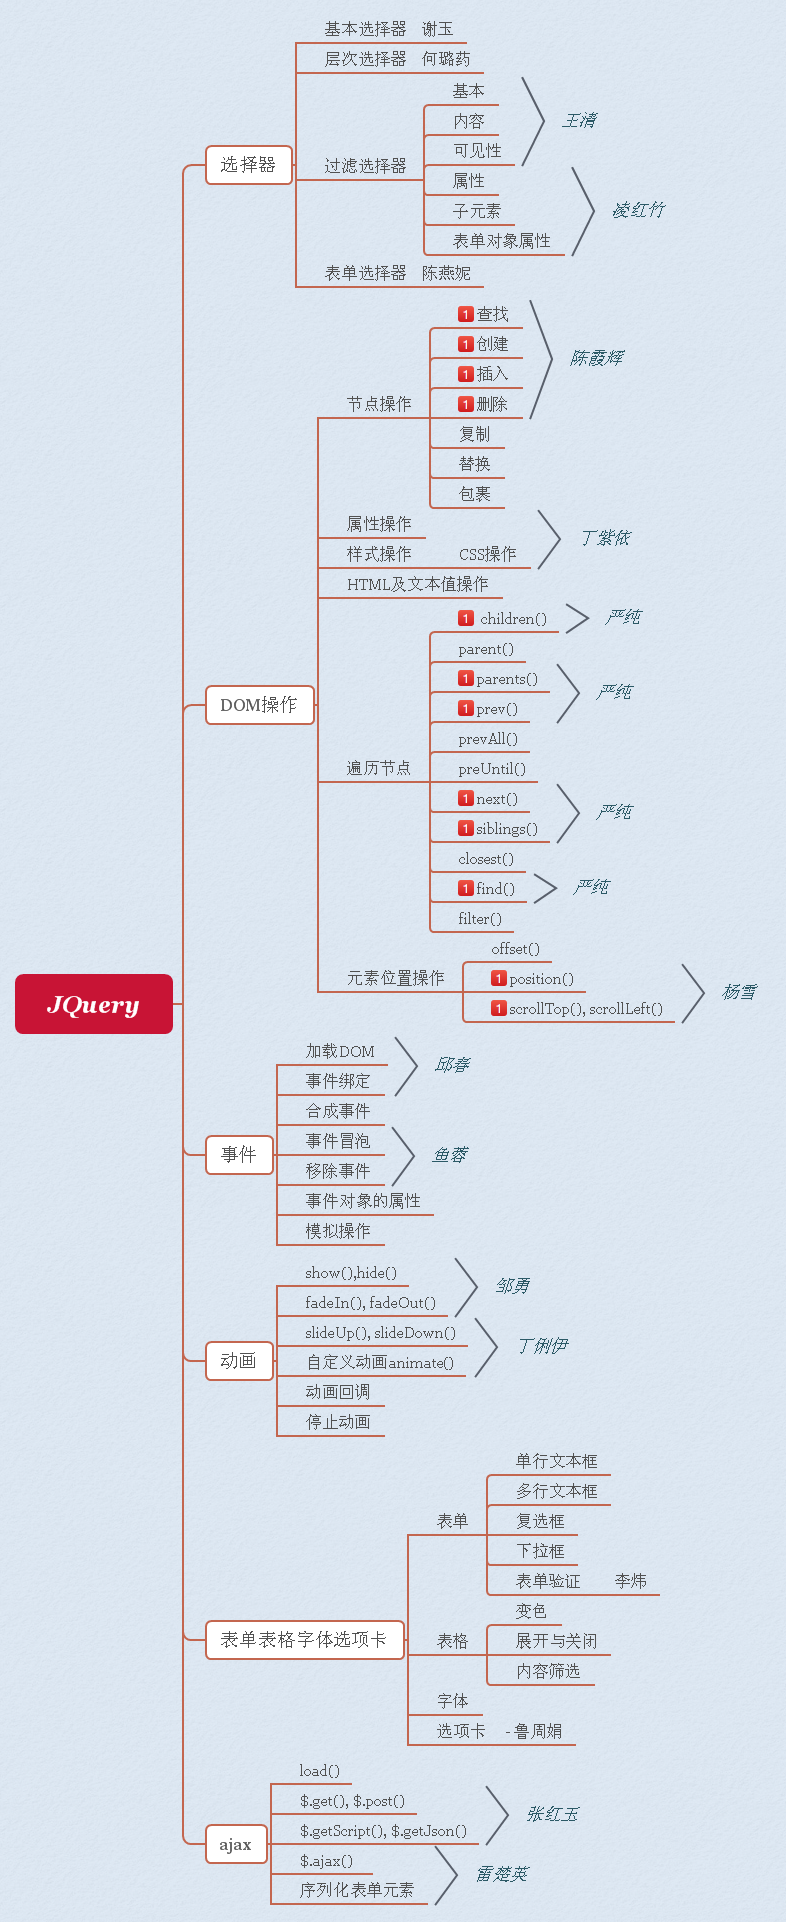 JQuery
选择器
基本选择器 谢玉
层次选择器 何璐药
过滤选择器
基本
内容
可见性
王清
属性
子元素
表单对象属性
凌红竹
表单选择器 陈燕妮
DOM操作
节点操作
1 查找
1 创建
1 插入
1 删除
陈霞辉
复制
替换
包裹
属性操作
样式操作 CSS操作
丁紫依
HTML及文本值操作
遍历节点
1 children()
严纯
parent()
1 parents()
1 prev()
严纯
prevAll()
preUntil()
1 next()
1 siblings()
严纯
closest()
1 find()
严纯
filter()
元素位置操作
offset()
1 position()
1 scrollTop(), scrollLeft()
杨雪
事件
加载DOM
事件绑定
邱春
合成事件
事件冒泡
移除事件
鱼蓉
事件对象的属性
模拟操作
动画
show(),hide()
fadeIn(), fadeOut()
邹勇
slideUp(), slideDown()
自定义动画animate()
丁俐伊
动画回调
停止动画
表单表格字体选项卡
表单
单行文本框
多行文本框
复选框
下拉框
表单验证 李炜
表格
变色
展开与关闭
内容筛选
字体
选项卡 -鲁周娟
ajax
load()
$.get(), $.post()
$.getScript(), $.getJson()
张红玉
$.ajax()
序列化表单元素
雷楚英